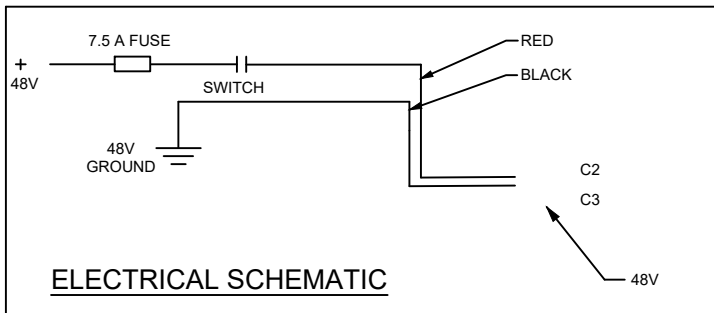 7.5 A FUSE
RED
+
48V
SWITCH
BLACK
48V
GROUND
C2
C3
48V
ELECTRICAL SCHEMATIC